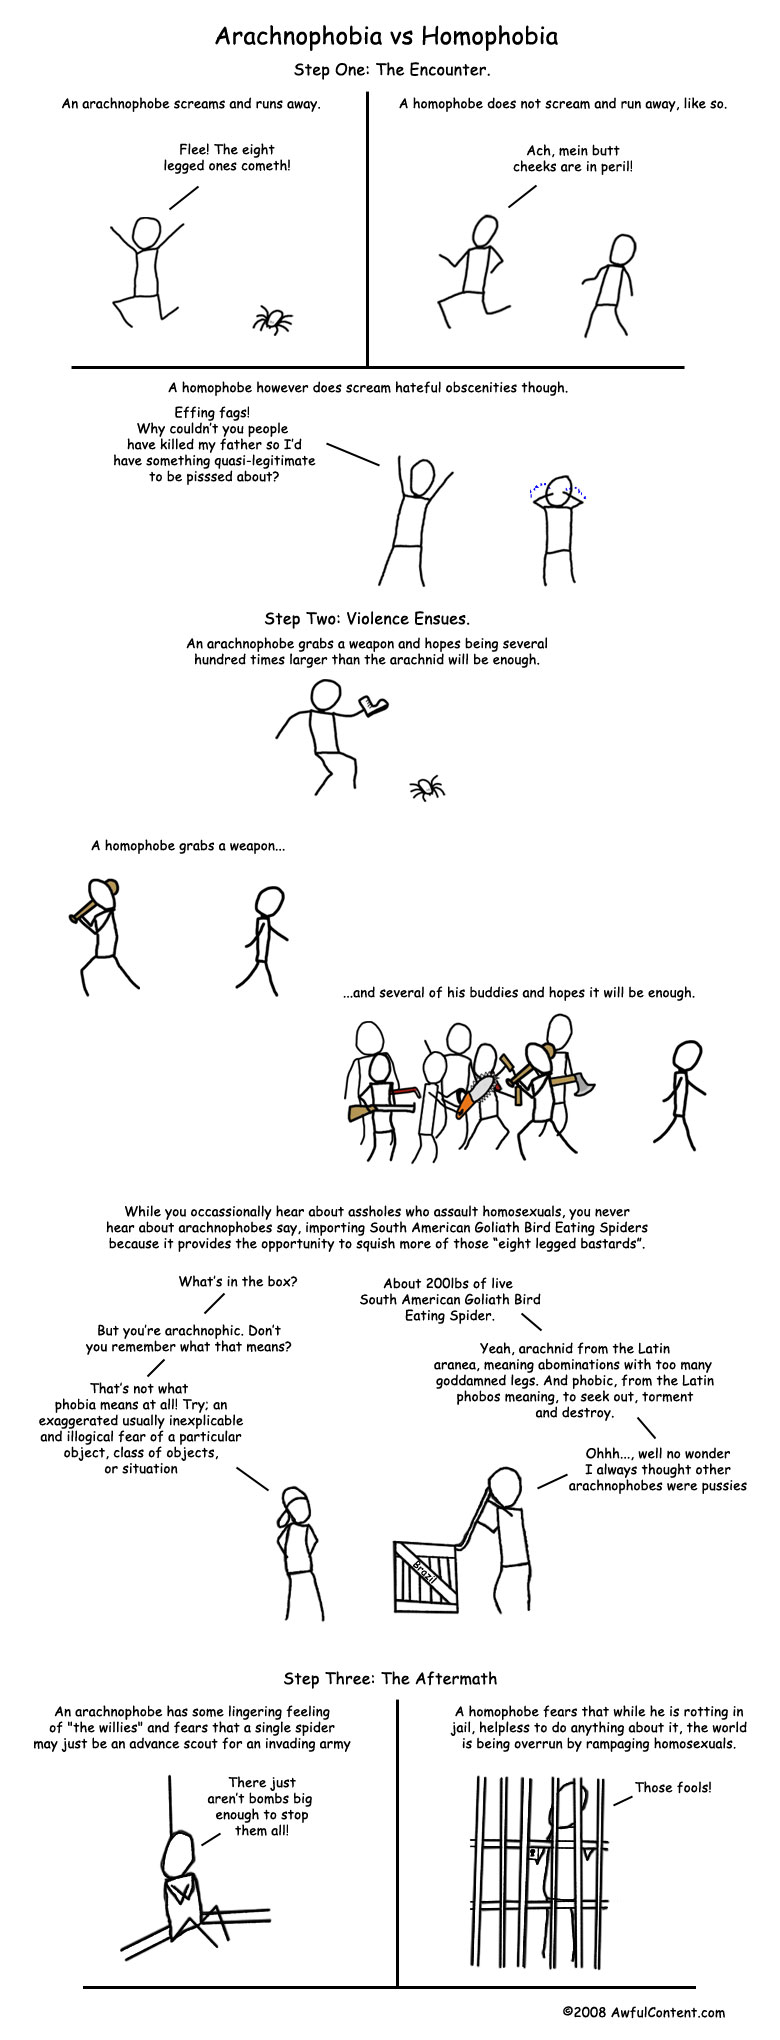 Arachnophobia vs Homophobia
Step One: The Encounter.
An arachnophobe screams and runs away.
Flee! The eight
legged ones cometh!
A homophobe does not scream and run away, like so.
Ach, mein butt
cheeks are in peril!
A homophobe however does scream hateful obscenities though.
Effing fags!
Why couldn't you people
have killed my father so I'd
have something quasi-legitimate
to be pisssed about?
Step Two: Violence Ensues.
An arachnophobe grabs a weapon and hopes being several
hundred times larger than the arachnid will be enough.
A homophobe grabs a weapon...
...and several of his buddies and hopes it will be enough.
While you occassionally hear about assholes who assault homosexuals, you never
hear about arachnophobes say, importing South American Goliath Bird Eating Spiders
because it provides the opportunity to squish more of those "eight legged bastards".
What's in the box?
About 200lbs of live
South American Goliath Bird
Eating Spider.
But you're arachnophic. Don't
you remember what that means?
Yeah, arachnid from the Latin
aranea, meaning abominations with too many
goddamned legs. And phobic, from the Latin
phobos meaning, to seek out, torment
and destroy.
That's not what
phobia means at all! Try; an
exaggerated usually inexplicable
and illogical fear of a particular
object, class of objects,
or situation
Ohhh..., well no wonder
I always thought other
arachnophobes were pussies
Brazil
Step Three: The Aftermath
An arachnophobe has some lingering feeling
of "the willies" and fears that a single spider
may just be an advance scout for an invading army
There just
aren't bombs big
enough to stop
them all!
A homophobe fears that while he is rotting in
jail, helpless to do anything about it, the world
is being overrun by rampaging homosexuals.
Those fools!
©2008 AwfulContent.com